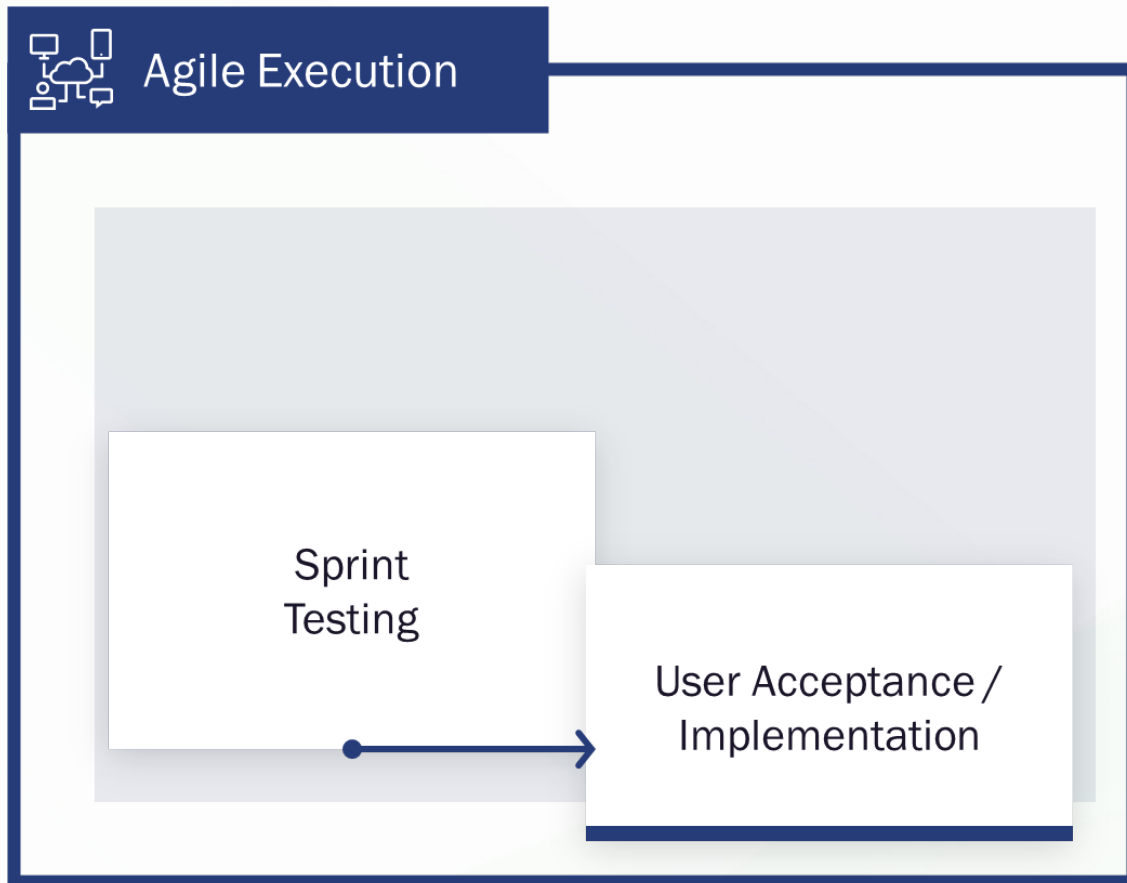 Agile Execution
Sprint
Testing
User Acceptance /
Implementation